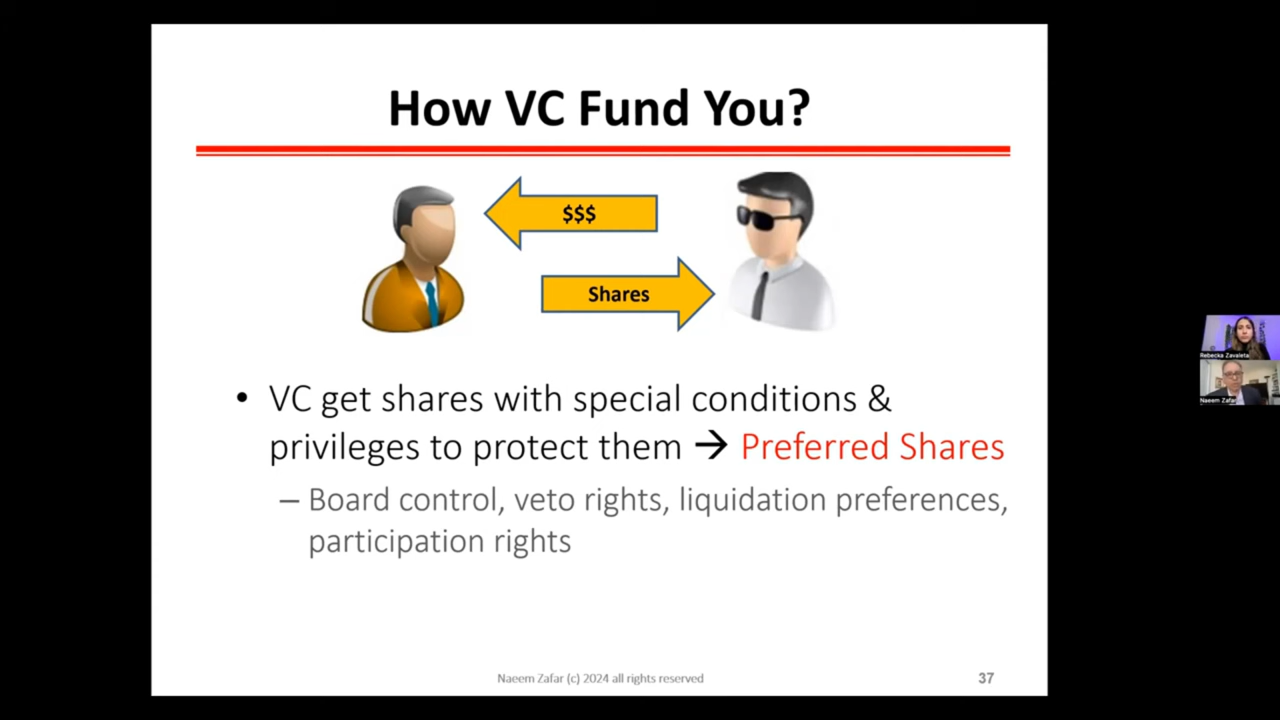 How VC Fund You?
$$$
Shares
• VC get shares with special conditions &
privileges to protect them → Preferred Shares
– Board control, veto rights, liquidation preferences,
participation rights
Naeem Zafar (c) 2024 all rights reserved
37
Rebecka Zavaleta
Naeem Zafar